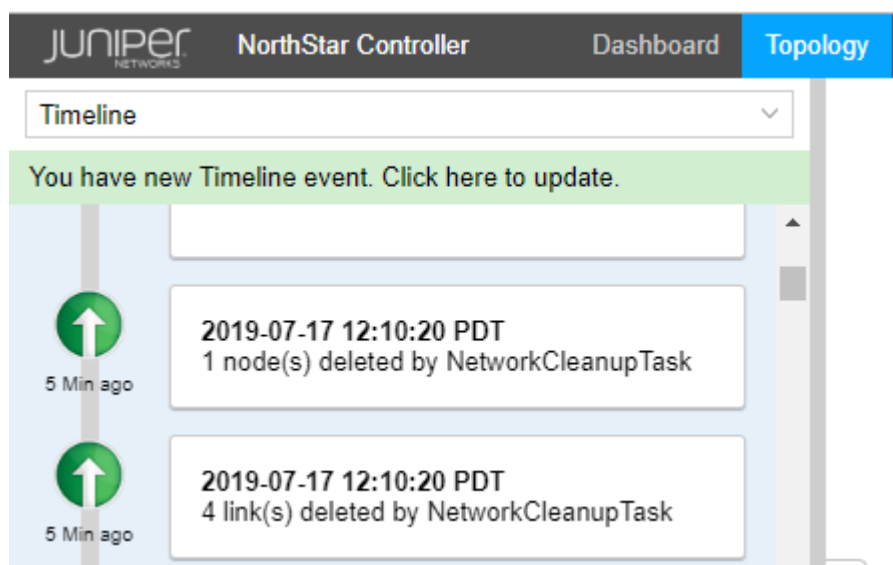 JUNIPER NorthStar Controller Dashboard Topology
NETWORKS
Timeline
You have new Timeline event. Click here to update.
2019-07-17 12:10:20 PDT
1 node(s) deleted by NetworkCleanupTask
5 Min ago
2019-07-17 12:10:20 PDT
4 link(s) deleted by NetworkCleanupTask
5 Min ago